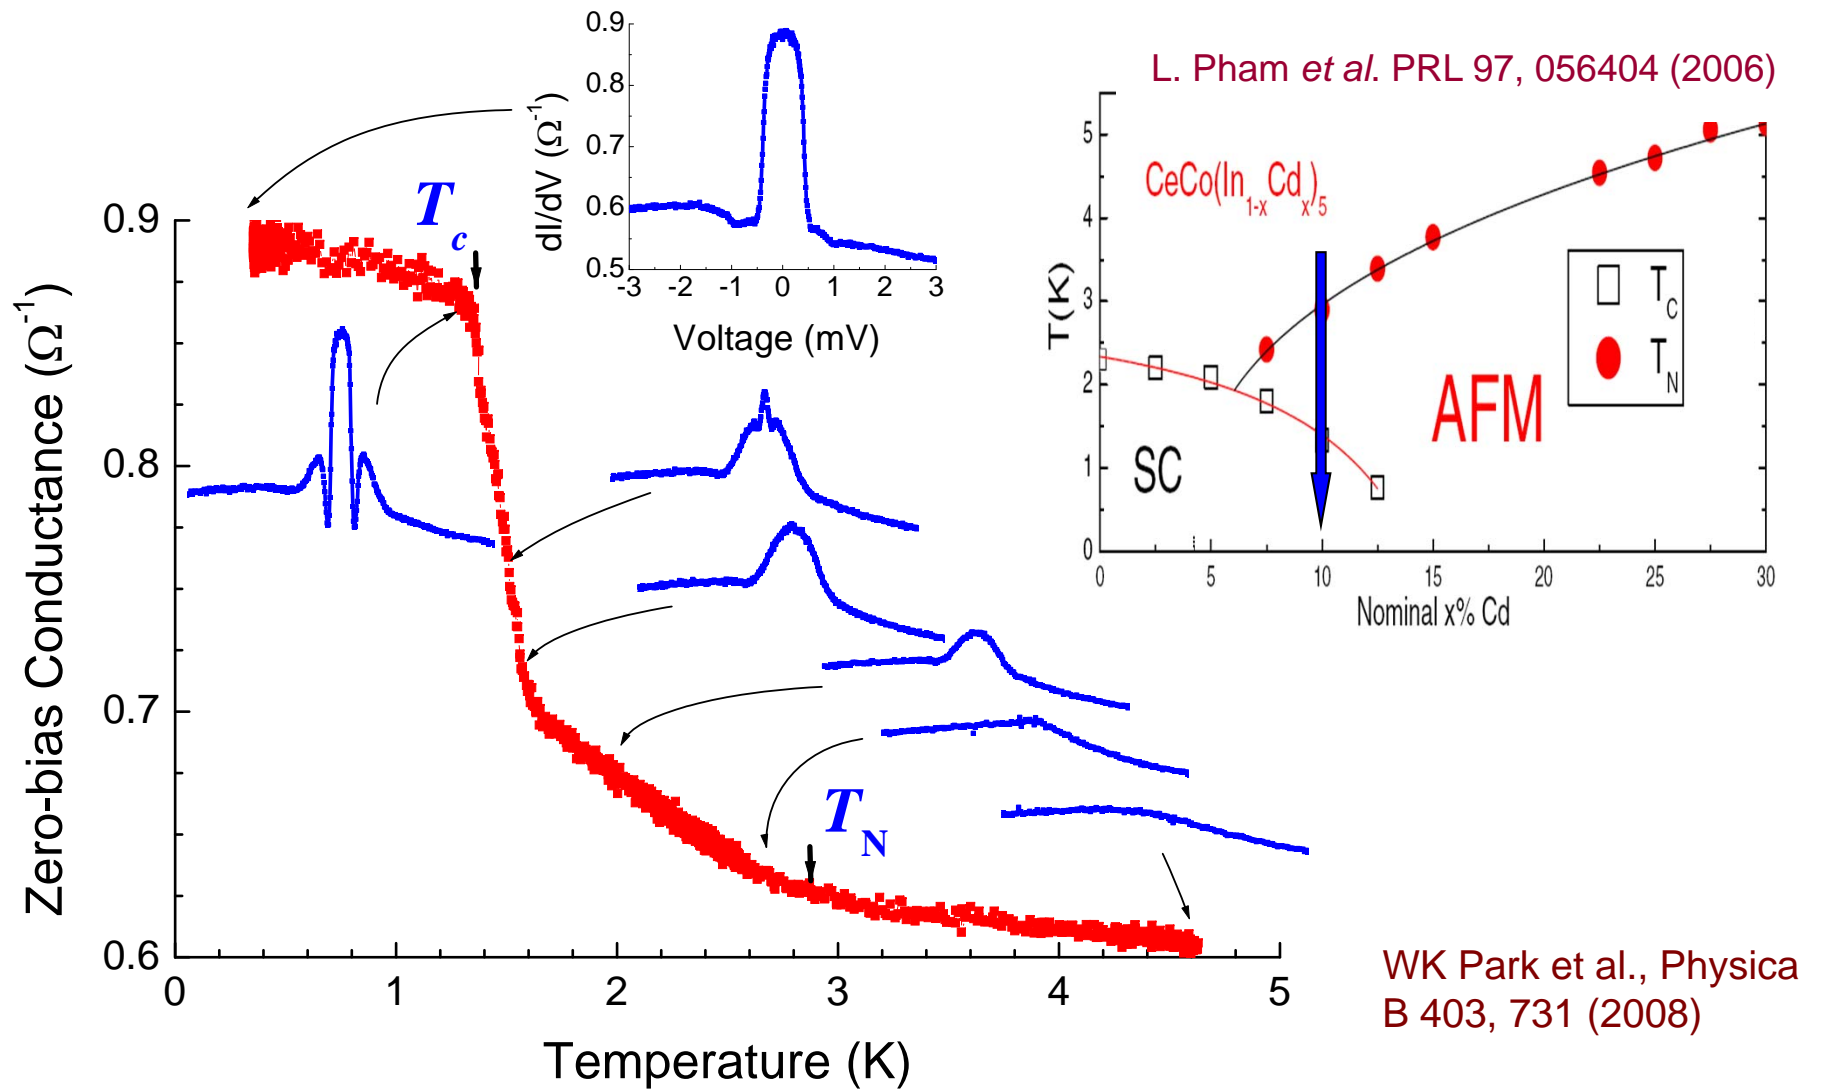 L. Pham et al. PRL 97, 056404 (2006)
0.9
0.8
0.7
0.6
0.5
dI/dV (Ω⁻¹)
-3 -2 -1 0 1 2 3
Voltage (mV)
5
4
3
2
1
0
T(K)
CeCo(In₁₋ₓCdₓ)₅
T_C
T_N
AFM
SC
0 5 10 15 20 25 30
Nominal x% Cd
T_c
T_N
0.9
0.8
0.7
0.6
Zero-bias Conductance (Ω⁻¹)
0 1 2 3 4 5
Temperature (K)
WK Park et al., Physica
B 403, 731 (2008)